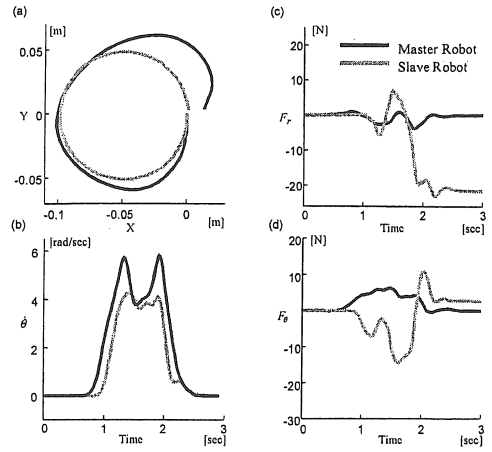 (a)
[m]
0.05
Y 0
-0.05
-0.1 -0.05 0 [m]
X
(b)
[rad/sec]
6
4
θ̇
2
0
0 1 2 3
Time [sec]
(c)
[N]
20
Master Robot
10
Slave Robot
Fr 0
-10
-20
0 1 2 3
Time [sec]
(d)
[N]
20
10
Fθ 0
-10
-20
-30
0 1 2 3
Time [sec]